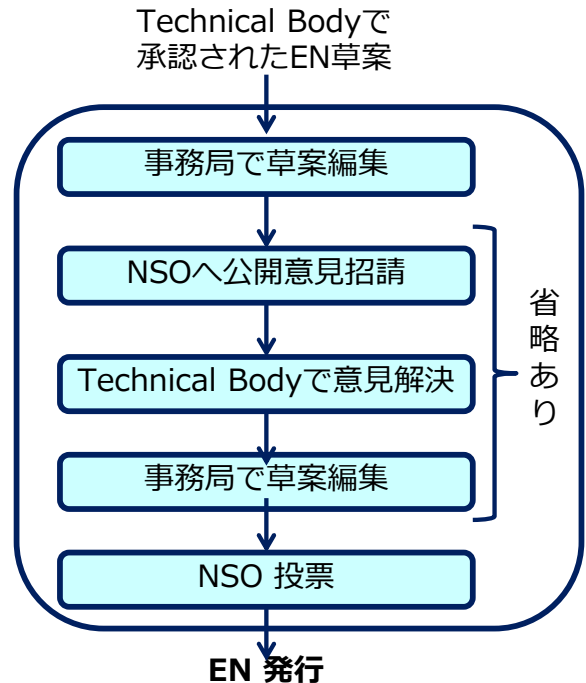 Technical Bodyで
承認されたEN草案
事務局で草案編集
NSOへ公開意見招請
Technical Bodyで意見解決
事務局で草案編集
省略あり
NSO 投票
EN 発行